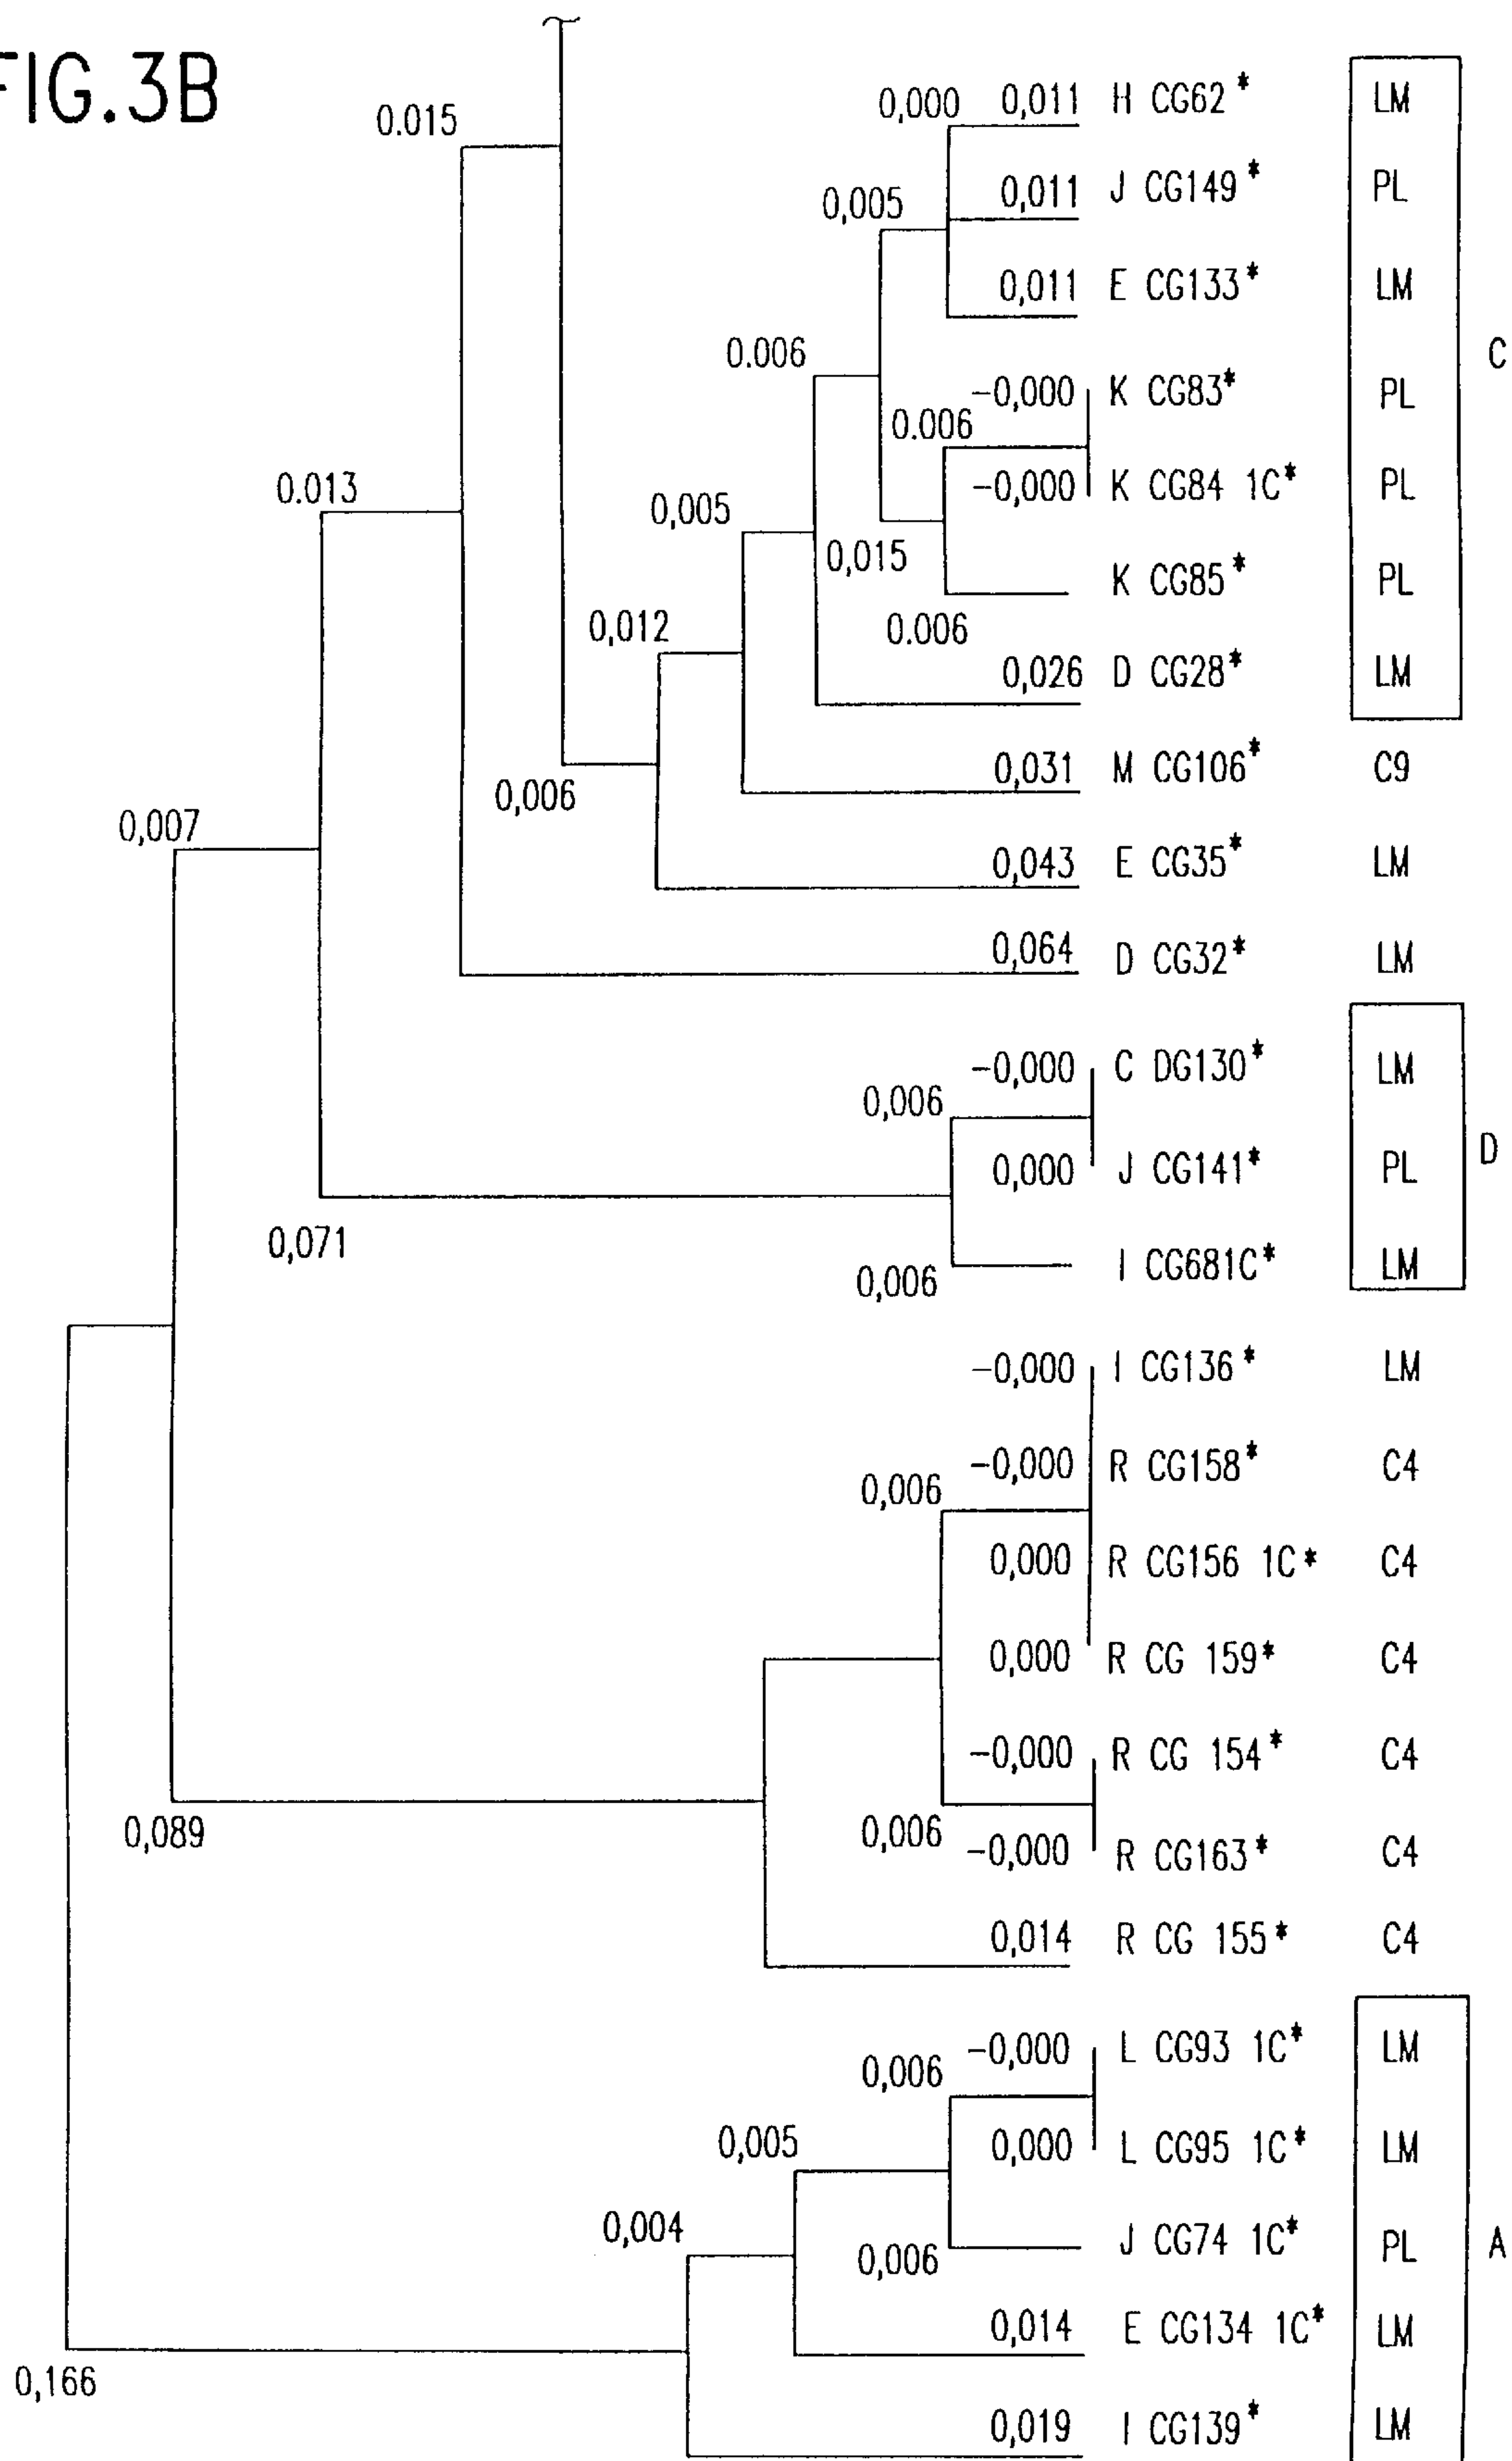 FIG.3B
0.015
0,000 0,011 H CG62* LM
0,005 0,011 J CG149* PL
0,011 E CG133* LM
C
0.006
-0,000 K CG83* PL
0.006
0.013 0,005 -0,000 K CG84 1C* PL
0,015
K CG85* PL
0,012 0.006
0,026 D CG28* LM
0,006 0,031 M CG106* C9
0,007
0,043 E CG35* LM
0,064 D CG32* LM
-0,000 C DG130* LM
0,006
D
0,000 J CG141* PL
0,071
0,006 I CG681C* LM
-0,000 I CG136* LM
-0,000 R CG158* C4
0,006
0,000 R CG156 1C* C4
0,000 R CG 159* C4
-0,000 R CG 154* C4
0,089 0,006
-0,000 R CG163* C4
0,014 R CG 155* C4
-0,000 L CG93 1C* LM
0,006
0,005 0,000 L CG95 1C* LM
0,004 J CG74 1C* PL A
0,006
0,014 E CG134 1C* LM
0,166
0,019 I CG139* LM